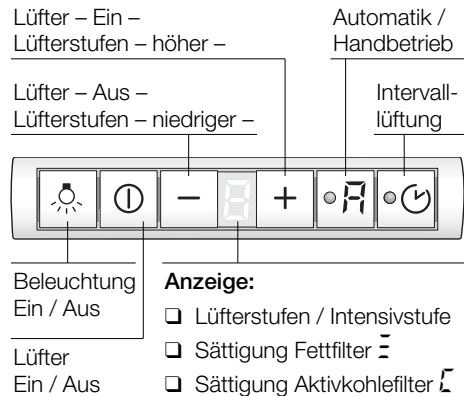 Lüfter – Ein –
Lüfterstufen – höher –
Automatik /
Handbetrieb
Lüfter – Aus –
Lüfterstufen – niedriger –
Intervall-
lüftung
− 8 + A
Beleuchtung
Ein / Aus
Lüfter
Ein / Aus
Anzeige:
❑ Lüfterstufen / Intensivstufe
❑ Sättigung Fettfilter
❑ Sättigung Aktivkohlefilter